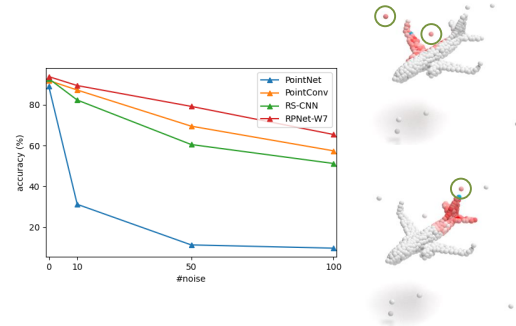 PointNet
PointConv
RS-CNN
RPNet-W7
accuracy (%)
80
60
40
20
0
10
50
100
#noise